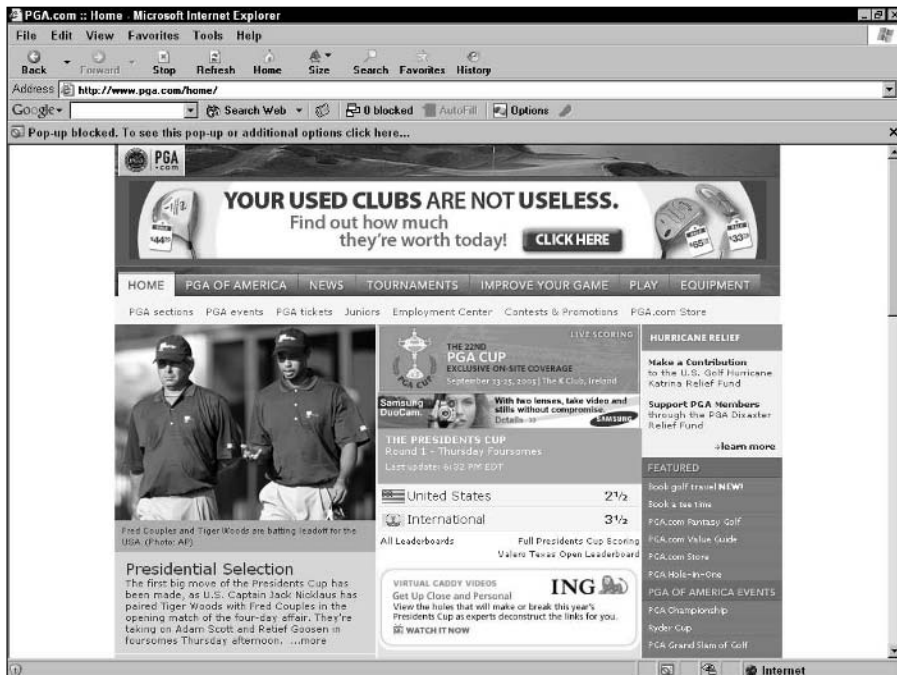 PGA.com :: Home - Microsoft Internet Explorer
File Edit View Favorites Tools Help
Back Forward Stop Refresh Home Size Search Favorites History
Address http://www.pga.com/home/
Google Search Web 0 blocked AutoFill Options
Pop-up blocked. To see this pop-up or additional options click here...
PGA .com
YOUR USED CLUBS ARE NOT USELESS.
Find out how much
they're worth today! CLICK HERE
HOME PGA OF AMERICA NEWS TOURNAMENTS IMPROVE YOUR GAME PLAY EQUIPMENT
PGA sections PGA events PGA tickets Juniors Employment Center Contests & Promotions PGA.com Store
Fred Couples and Tiger Woods are batting leadoff for the
USA. (Photo: AP)
Presidential Selection
The first big move of the Presidents Cup has
been made, as U.S. Captain Jack Nicklaus has
paired Tiger Woods with Fred Couples in the
opening match of the four-day affair. They're
taking on Adam Scott and Retief Goosen in
foursomes Thursday afternoon. ...more
LIVE SCORING
THE 22ND
PGA CUP
EXCLUSIVE ON-SITE COVERAGE
September 23-25, 2005 | The K Club, Ireland
PGA CUP
Samsung
DuoCam.
With two lenses, take video and
stills without compromise.
Details >>
SAMSUNG
THE PRESIDENTS CUP
Round 1 - Thursday Foursomes
Last update: 6:32 PM EDT
United States 2½
International 3½
All Leaderboards Full Presidents Cup Scoring
Valero Texas Open Leaderboard
VIRTUAL CADDY VIDEOS
Get Up Close and Personal
ING
View the holes that will make or break this year's
Presidents Cup as experts deconstruct the links for you.
WATCH IT NOW
HURRICANE RELIEF
Make a Contribution
to the U.S. Golf Hurricane
Katrina Relief Fund
Support PGA Members
through the PGA Disaster
Relief Fund
+learn more
FEATURED
Book golf travel NEW!
Book a tee time
PGA.com Fantasy Golf
PGA.com Value Guide
PGA.com Store
PGA Hole-In-One
PGA OF AMERICA EVENTS
PGA Championship
Ryder Cup
PGA Grand Slam of Golf
Internet